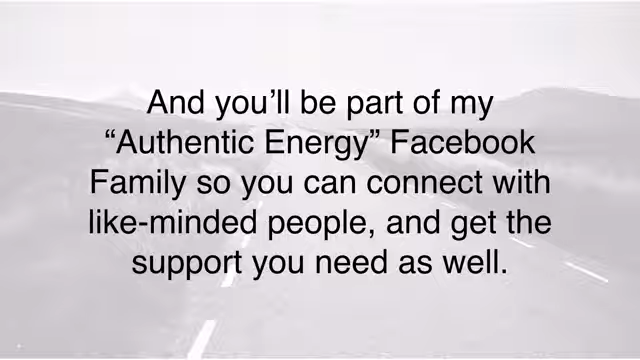 And you’ll be part of my
“Authentic Energy” Facebook
Family so you can connect with
like-minded people, and get the
support you need as well.